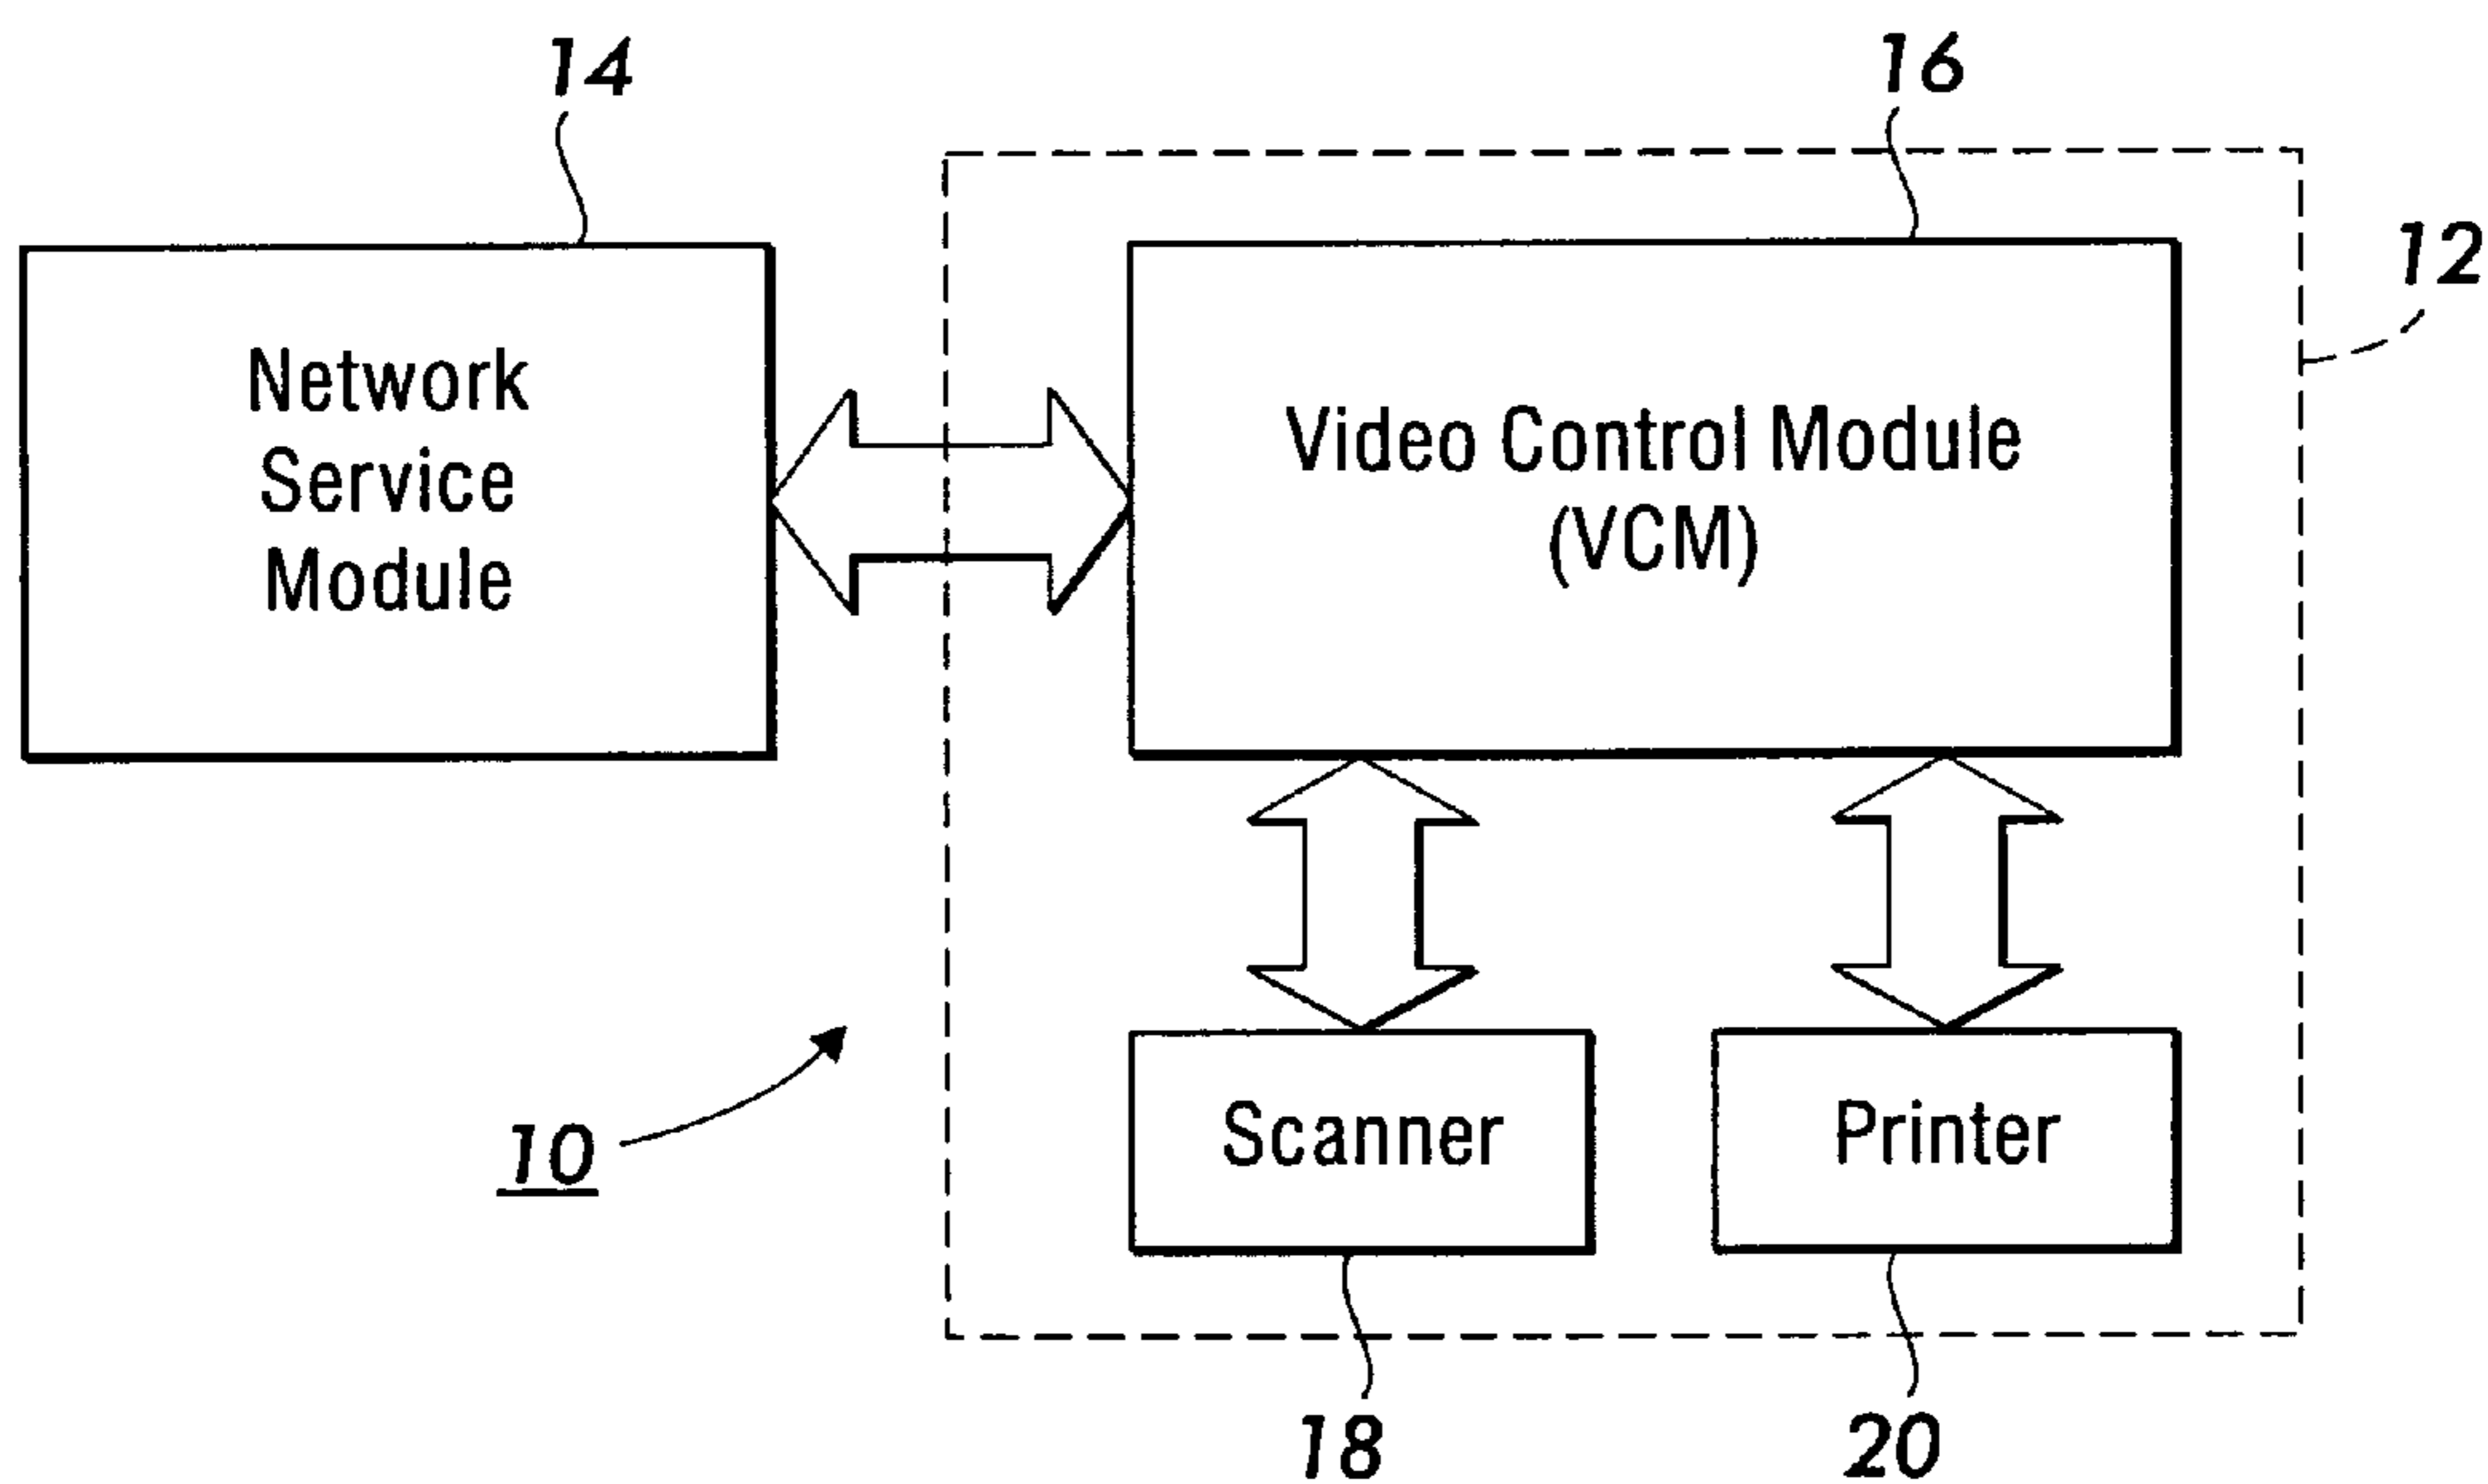 14
16
12
Network
Service
Module
Video Control Module
(VCM)
10
Scanner
Printer
18
20